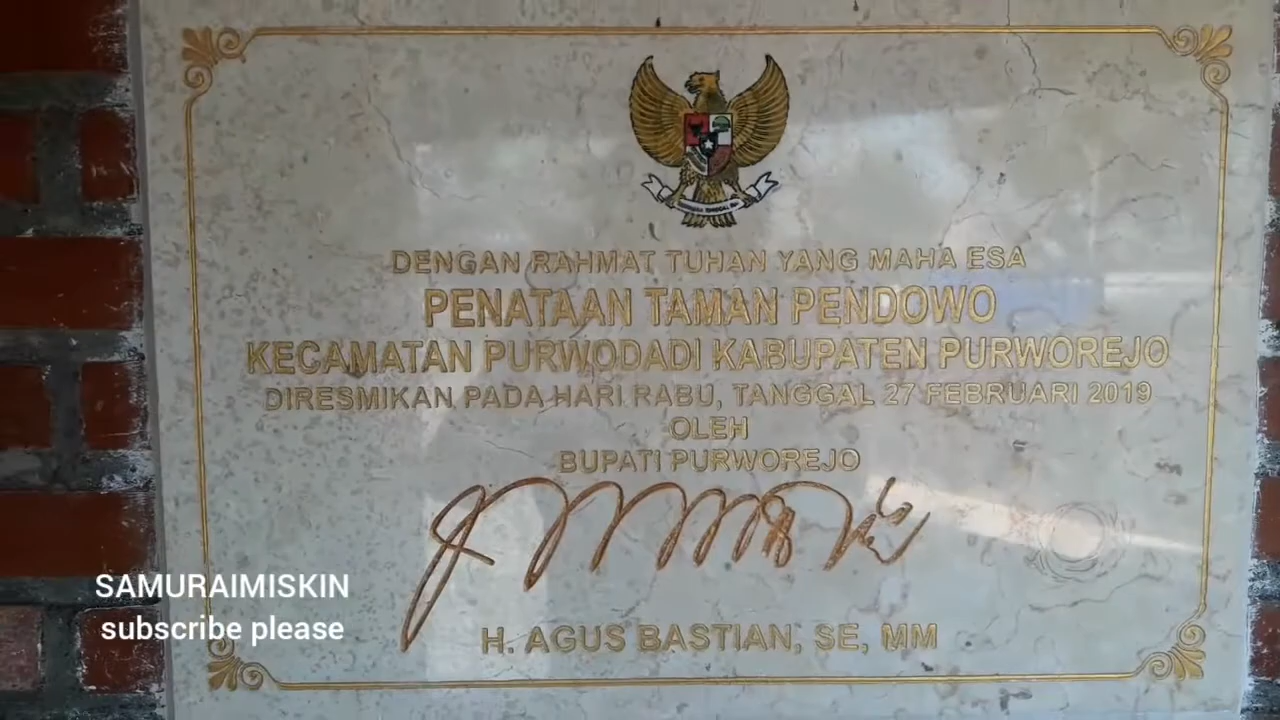 DENGAN RAHMAT TUHAN YANG MAHA ESA
PENATAAN TAMAN PENDOWO
KECAMATAN PURWODADI KABUPATEN PURWOREJO
DIRESMIKAN PADA HARI RABU, TANGGAL 27 FEBRUARI 2019
OLEH
BUPATI PURWOREJO
H. AGUS BASTIAN, SE, MM
SAMURAIMISKIN
subscribe please